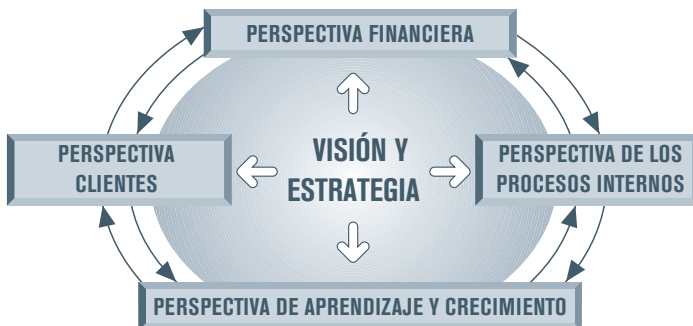 PERSPECTIVA FINANCIERA
PERSPECTIVA
CLIENTES
VISIÓN Y
ESTRATEGIA
PERSPECTIVA DE LOS
PROCESOS INTERNOS
PERSPECTIVA DE APRENDIZAJE Y CRECIMIENTO